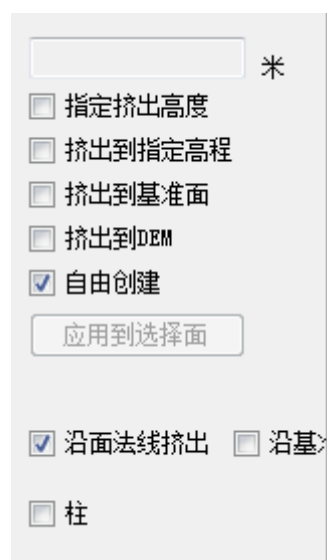 米
指定挤出高度
挤出到指定高程
挤出到基准面
挤出到DEM
自由创建
应用到选择面
沿面法线挤出 沿基
柱